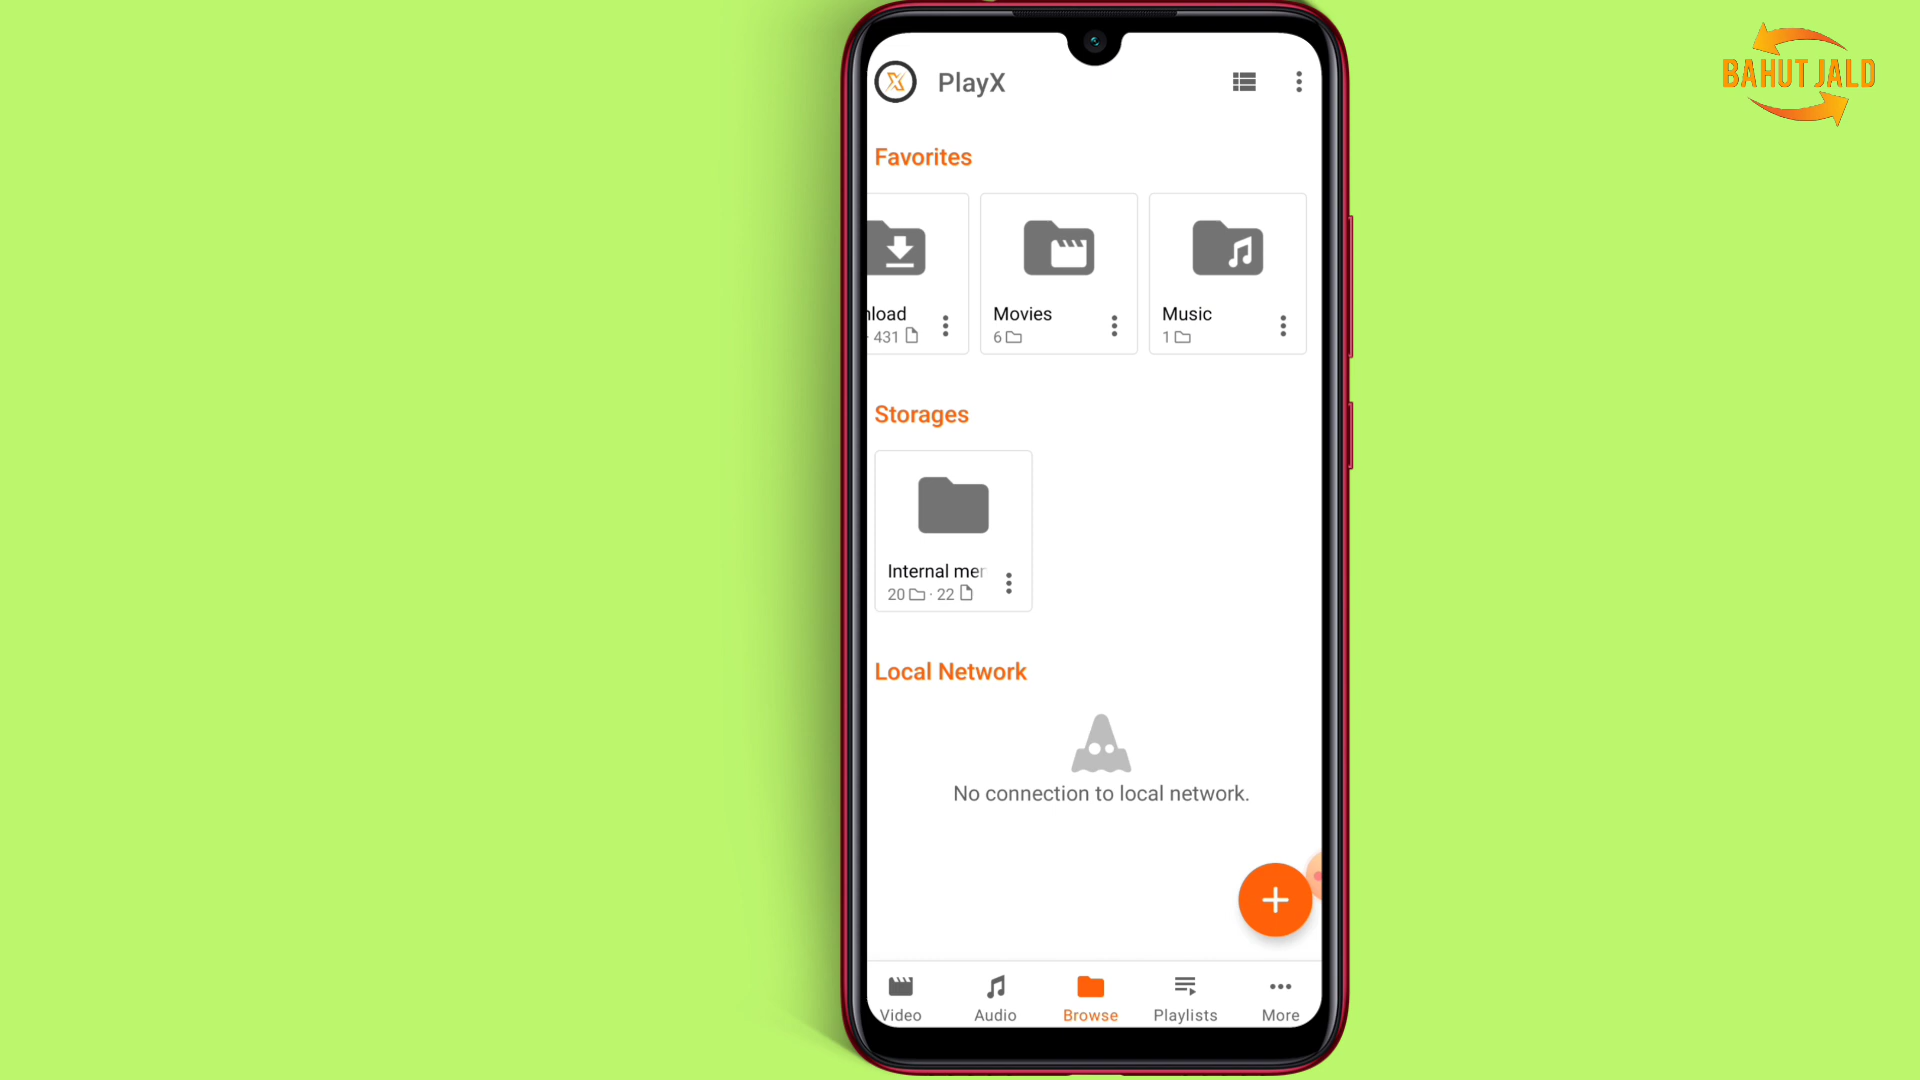 PlayX
BAHUT JALD
Favorites
nload
Movies
Music
· 431
6
1
Storages
Internal mer
20 · 22
Local Network
No connection to local network.
Video
Audio
Browse
Playlists
More